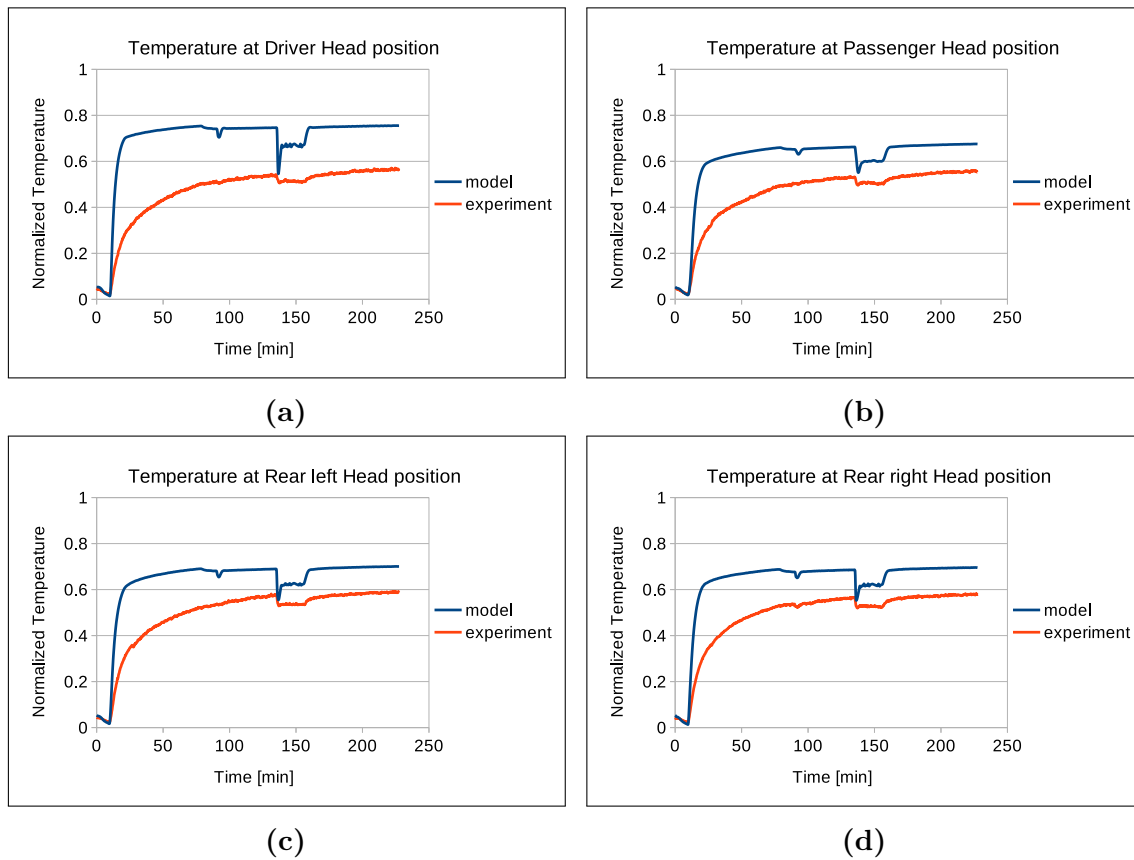 Temperature at Driver Head position
1
0.8
0.6
0.4
0.2
0
Normalized Temperature
0 50 100 150 200 250
Time [min]
model
experiment
(a)
Temperature at Passenger Head position
1
0.8
0.6
0.4
0.2
0
Normalized Temperature
0 50 100 150 200 250
Time [min]
model
experiment
(b)
Temperature at Rear left Head position
1
0.8
0.6
0.4
0.2
0
Normalized Temperature
0 50 100 150 200 250
Time [min]
model
experiment
(c)
Temperature at Rear right Head position
1
0.8
0.6
0.4
0.2
0
Normalized Temperature
0 50 100 150 200 250
Time [min]
model
experiment
(d)